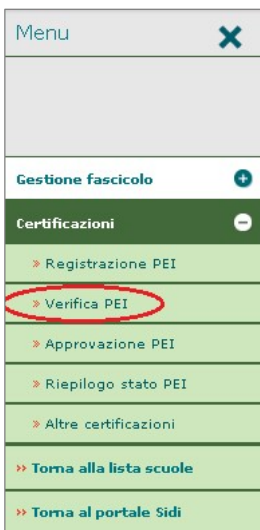 Menu
Gestione fascicolo
Certificazioni
» Registrazione PEI
» Verifica PEI
» Approvazione PEI
» Riepilogo stato PEI
» Altre certificazioni
» Torna alla lista scuole
» Torna al portale Sidi